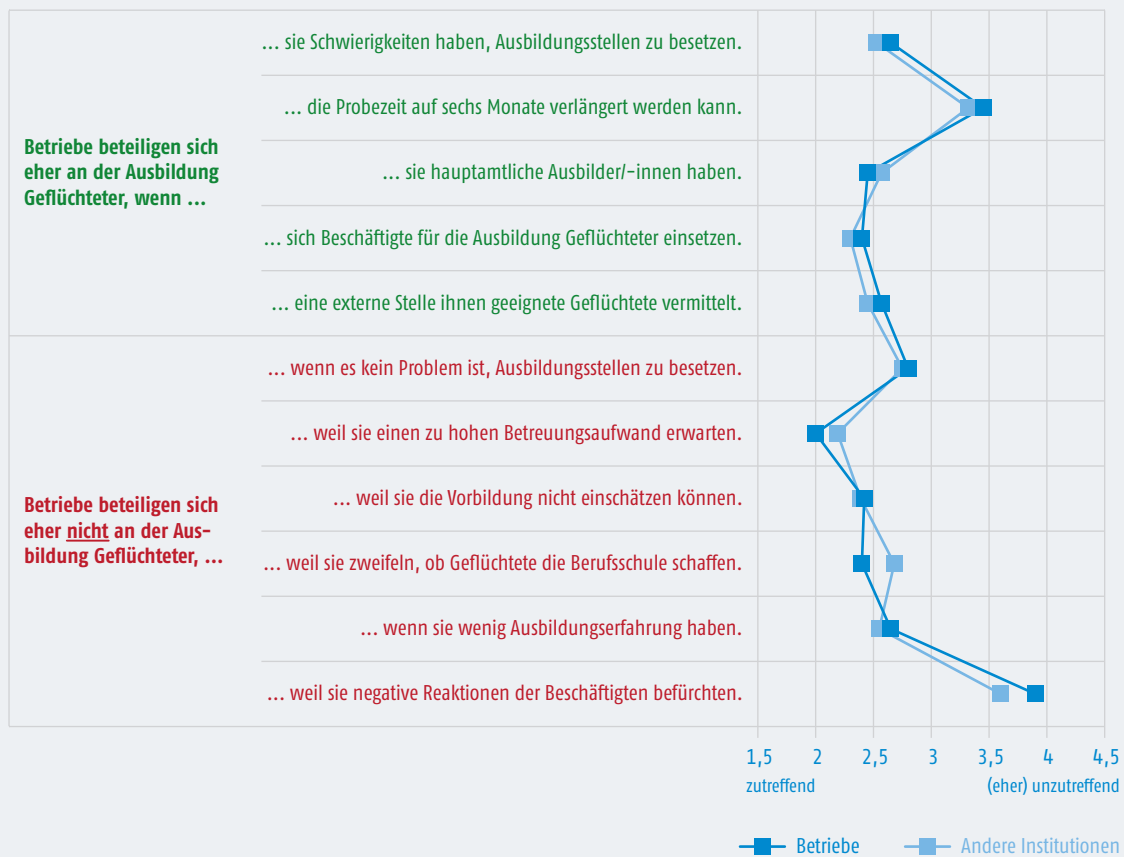 Betriebe beteiligen sich
eher an der Ausbildung
Geflüchteter, wenn ...
... sie Schwierigkeiten haben, Ausbildungsstellen zu besetzen.
... die Probezeit auf sechs Monate verlängert werden kann.
... sie hauptamtliche Ausbilder/-innen haben.
... sich Beschäftigte für die Ausbildung Geflüchteter einsetzen.
... eine externe Stelle ihnen geeignete Geflüchtete vermittelt.
Betriebe beteiligen sich
eher nicht an der Aus-
bildung Geflüchteter, ...
... wenn es kein Problem ist, Ausbildungsstellen zu besetzen.
... weil sie einen zu hohen Betreuungsaufwand erwarten.
... weil sie die Vorbildung nicht einschätzen können.
... weil sie zweifeln, ob Geflüchtete die Berufsschule schaffen.
... wenn sie wenig Ausbildungserfahrung haben.
... weil sie negative Reaktionen der Beschäftigten befürchten.
1,5 2 2,5 3 3,5 4 4,5
zutreffend (eher) unzutreffend
Betriebe Andere Institutionen